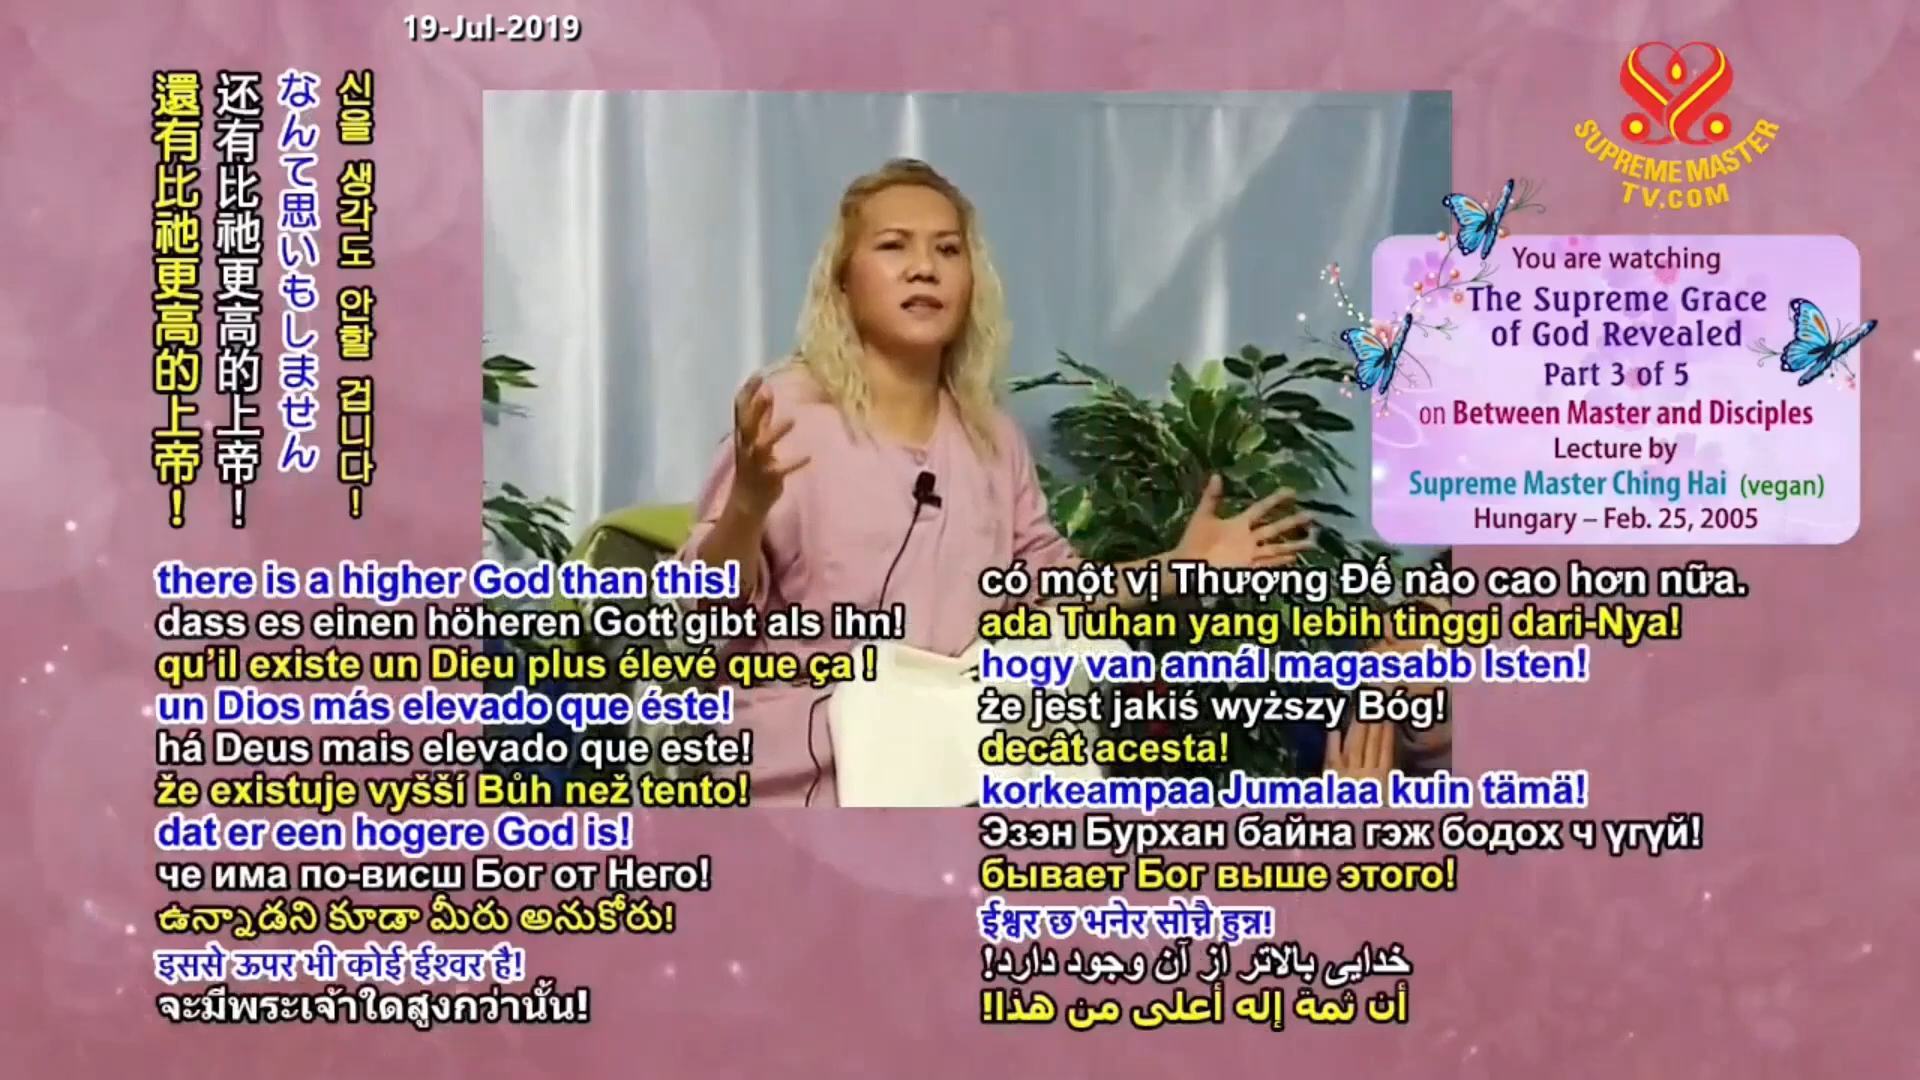 19-Jul-2019
還有比祂更高的上帝！
还有比祂更高的上帝！
なんて思いもしません
신을 생각도 안할 겁니다!
SUPREME MASTER
TV.COM
You are watching
The Supreme Grace
of God Revealed
Part 3 of 5
on Between Master and Disciples
Lecture by
Supreme Master Ching Hai (vegan)
Hungary – Feb. 25, 2005
there is a higher God than this!
dass es einen höheren Gott gibt als ihn!
qu’il existe un Dieu plus élevé que ça !
un Dios más elevado que éste!
há Deus mais elevado que este!
že existuje vyšší Bůh než tento!
dat er een hogere God is!
че има по-висш Бог от Него!
ఉన్నాడని కూడా మీరు అనుకోరు!
इससे ऊपर भी कोई ईश्वर है!
จะมีพระเจ้าใดสูงกว่านั้น!
có một vị Thượng Đế nào cao hơn nữa.
ada Tuhan yang lebih tinggi dari-Nya!
hogy van annál magasabb Isten!
że jest jakiś wyższy Bóg!
decât acesta!
korkeampaa Jumalaa kuin tämä!
Эзэн Бурхан байна гэж бодох ч үгүй!
бывает Бог выше этого!
ईश्वर छ भनेर सोच्नै हुन्न!
خدایی بالاتر از آن وجود دارد!
أن ثمة إله أعلى من هذا!